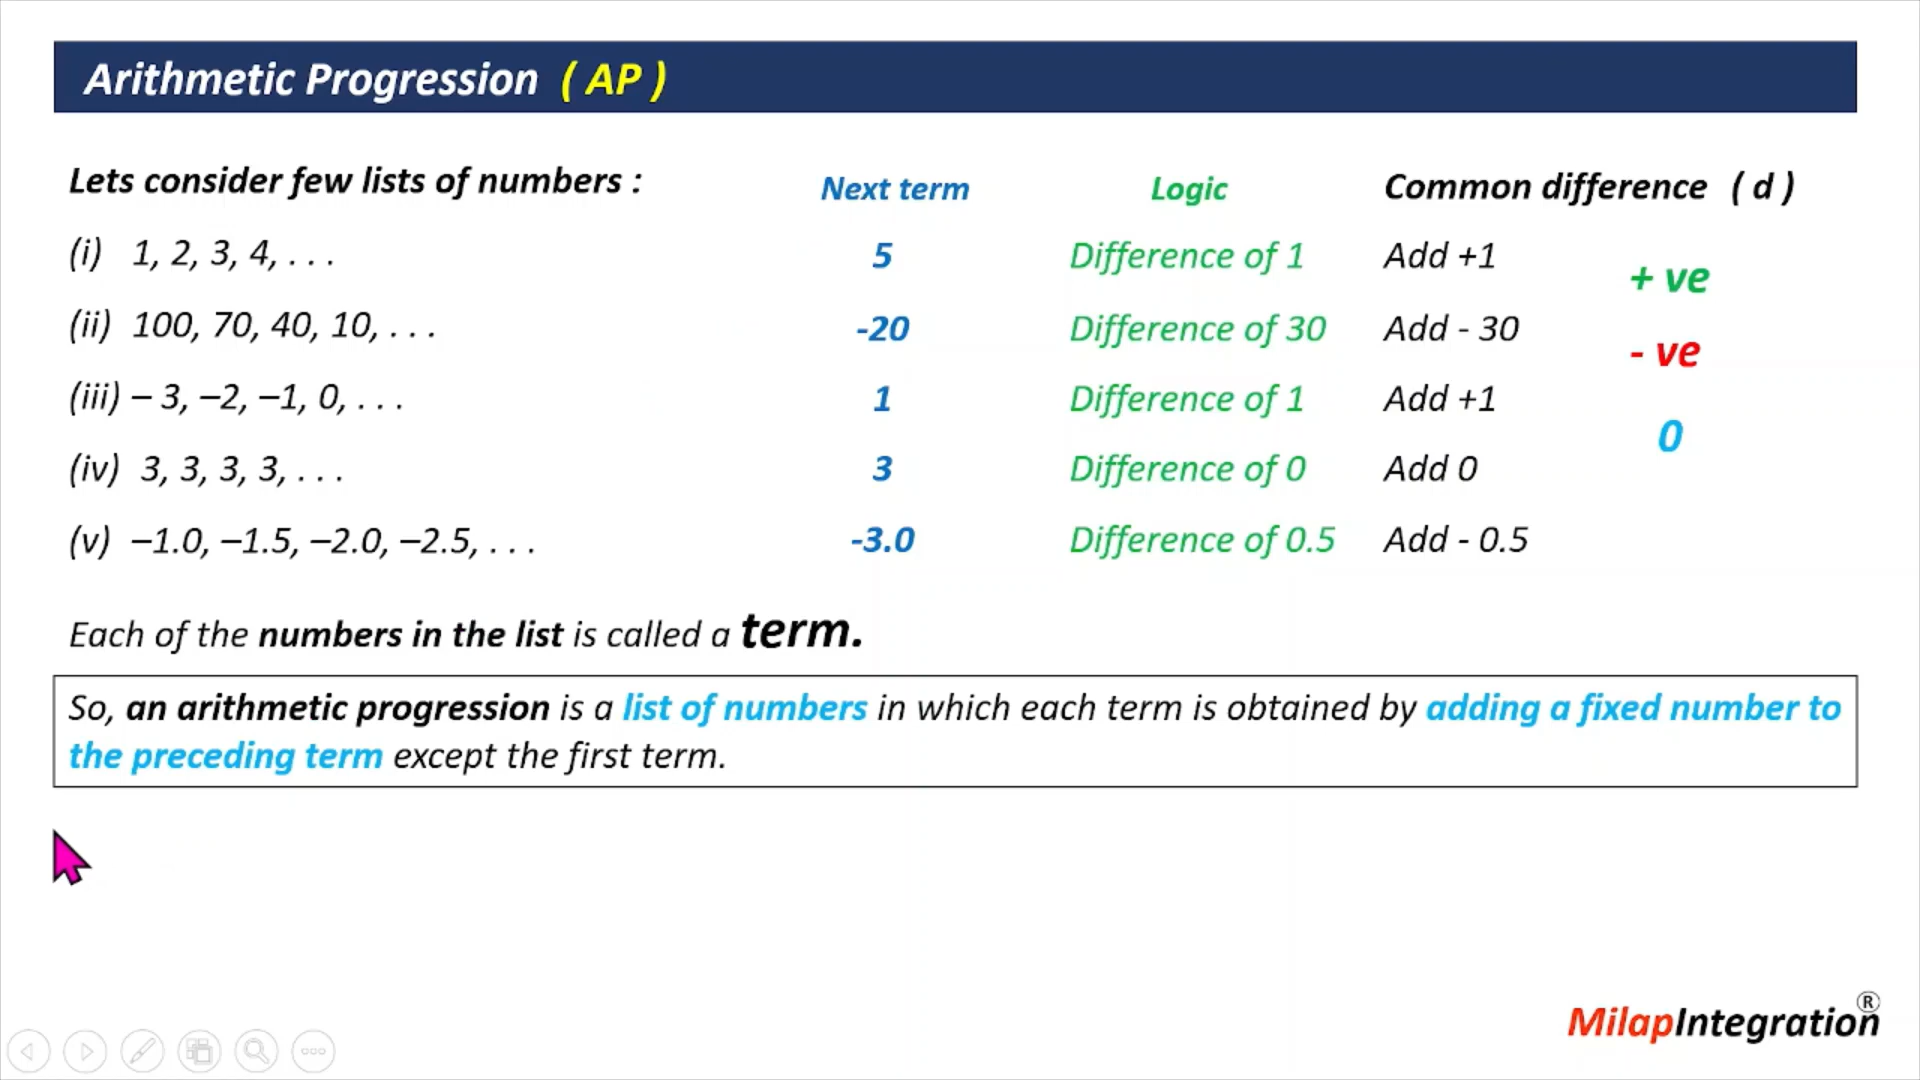 Arithmetic Progression ( AP )
Lets consider few lists of numbers : Next term Logic Common difference ( d )
(i) 1, 2, 3, 4, . . . 5 Difference of 1 Add +1
+ ve
(ii) 100, 70, 40, 10, . . . -20 Difference of 30 Add - 30
- ve
(iii) – 3, –2, –1, 0, . . . 1 Difference of 1 Add +1
0
(iv) 3, 3, 3, 3, . . . 3 Difference of 0 Add 0
(v) –1.0, –1.5, –2.0, –2.5, . . . -3.0 Difference of 0.5 Add - 0.5
Each of the numbers in the list is called a term.
So, an arithmetic progression is a list of numbers in which each term is obtained by adding a fixed number to
the preceding term except the first term.
MilapIntegration®